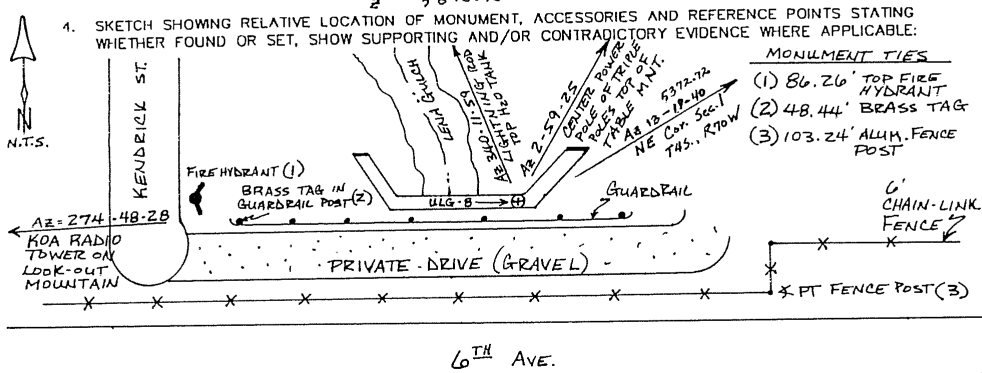 4. SKETCH SHOWING RELATIVE LOCATION OF MONUMENT, ACCESSORIES AND REFERENCE POINTS STATING
WHETHER FOUND OR SET, SHOW SUPPORTING AND/OR CONTRADICTORY EVIDENCE WHERE APPLICABLE:
N
N.T.S.
KENDRICK ST.
LENA GULCH
AZ 340-11-59
LIGHTNING ROD
TOP H2O TANK
AZ 2-59-25
CENTER POWER
POLE OF TRIPLE
POLES TOP OF
TABLE MNT.
5372.72
AZ 13-19-40
NE Cor. Sec. 1
T4S., R70W
MONUMENT TIES
(1) 86.26' TOP FIRE
HYDRANT
(2) 48.44' BRASS TAG
(3) 103.24' ALUM. FENCE
POST
FIRE HYDRANT (1)
BRASS TAG IN
GUARDRAIL POST (2)
ULG-8
GUARDRAIL
6'
CHAIN-LINK
FENCE
AZ=274-48-28
KOA RADIO
TOWER ON
LOOK-OUT
MOUNTAIN
PRIVATE DRIVE (GRAVEL)
PT FENCE POST (3)
6TH AVE.